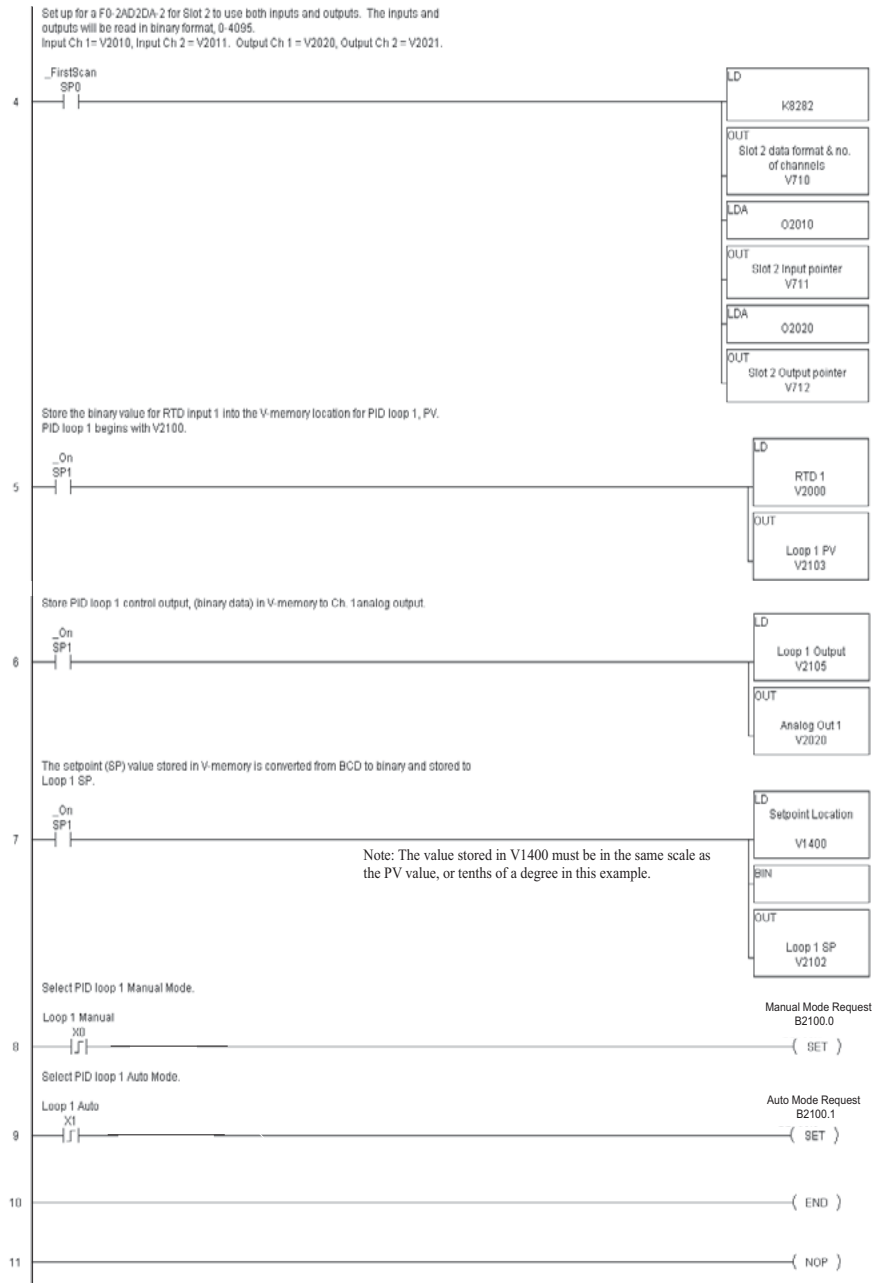 Set up for a F0-2AD2DA-2 for Slot 2 to use both inputs and outputs. The inputs and
outputs will be read in binary format, 0-4095.
Input Ch 1= V2010, Input Ch 2 = V2011. Output Ch 1 = V2020, Output Ch 2 = V2021.
_FirstScan
SP0
4
LD
K8282
OUT
Slot 2 data format & no.
of channels
V710
LDA
O2010
OUT
Slot 2 Input pointer
V711
LDA
O2020
OUT
Slot 2 Output pointer
V712
Store the binary value for RTD input 1 into the V-memory location for PID loop 1, PV.
PID loop 1 begins with V2100.
_On
SP1
5
LD
RTD 1
V2000
OUT
Loop 1 PV
V2103
Store PID loop 1 control output, (binary data) in V-memory to Ch. 1analog output.
_On
SP1
6
LD
Loop 1 Output
V2105
OUT
Analog Out 1
V2020
The setpoint (SP) value stored in V-memory is converted from BCD to binary and stored to
Loop 1 SP.
_On
SP1
7
LD
Setpoint Location
V1400
Note: The value stored in V1400 must be in the same scale as
the PV value, or tenths of a degree in this example.
BIN
OUT
Loop 1 SP
V2102
Select PID loop 1 Manual Mode.
Loop 1 Manual
X0
8
Manual Mode Request
B2100.0
( SET )
Select PID loop 1 Auto Mode.
Loop 1 Auto
X1
9
Auto Mode Request
B2100.1
( SET )
10
( END )
11
( NOP )